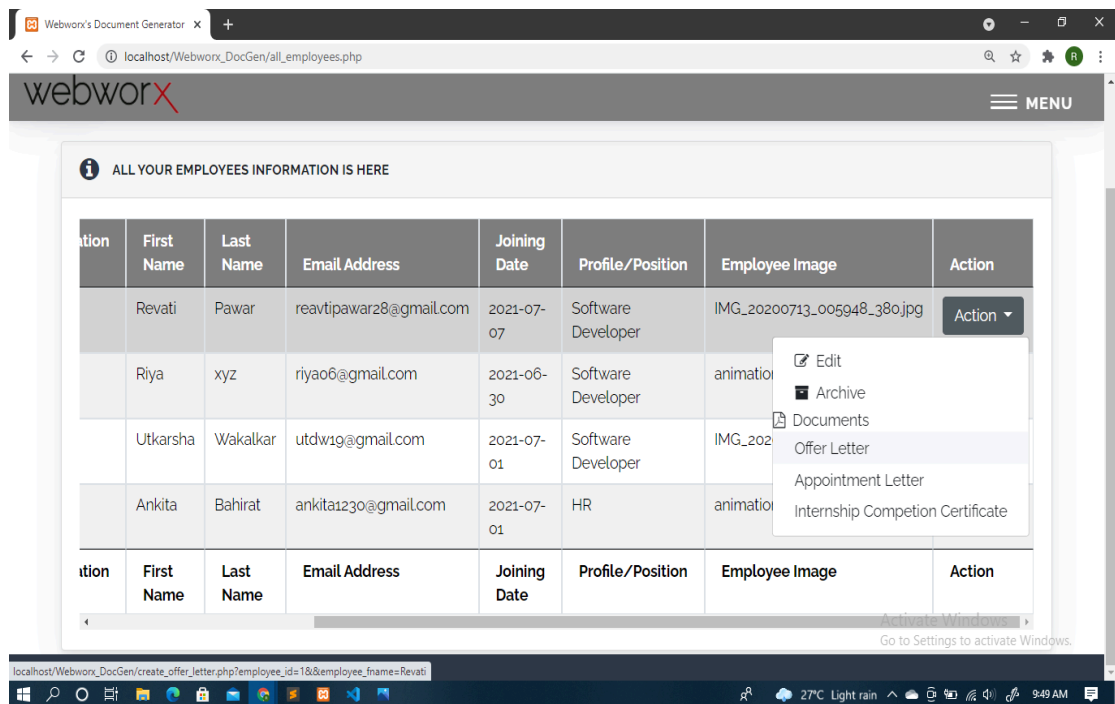 Webworx's Document Generator
localhost/Webworx_DocGen/all_employees.php
R
webworx
MENU
ALL YOUR EMPLOYEES INFORMATION IS HERE
ation First Name Last Name Email Address Joining Date Profile/Position Employee Image Action
Revati Pawar reavtipawar28@gmail.com 2021-07-07 Software Developer IMG_20200713_005948_380.jpg Action
Riya xyz riya06@gmail.com 2021-06-30 Software Developer animation
Utkarsha Wakalkar utdw19@gmail.com 2021-07-01 Software Developer IMG_202
Ankita Bahirat ankita1230@gmail.com 2021-07-01 HR animation
Edit
Archive
Documents
Offer Letter
Appointment Letter
Internship Competion Certificate
ation First Name Last Name Email Address Joining Date Profile/Position Employee Image Action
Activate Windows
Go to Settings to activate Windows.
localhost/Webworx_DocGen/create_offer_letter.php?employee_id=1&&employee_fname=Revati
27°C Light rain 9:49 AM